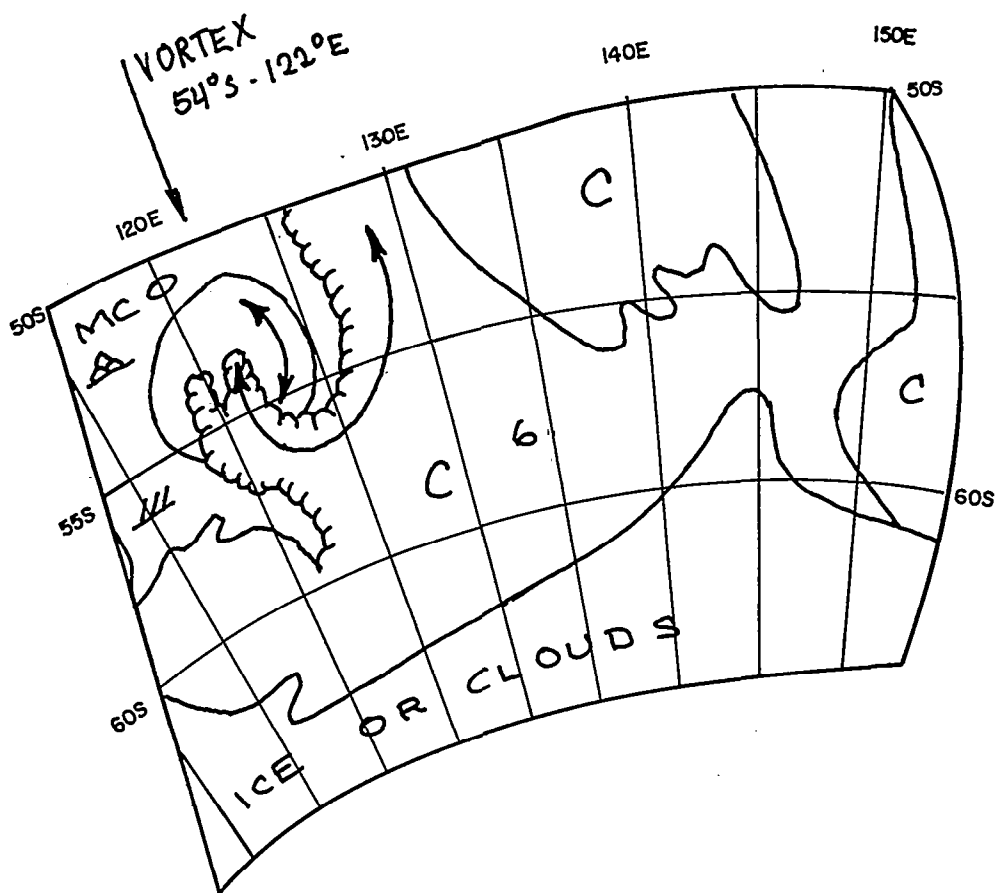 VORTEX
54°S - 122°E
120E
130E
140E
150E
50S
50S
MCO
C
C
6
C
55S
60S
60S
ICE OR CLOUDS